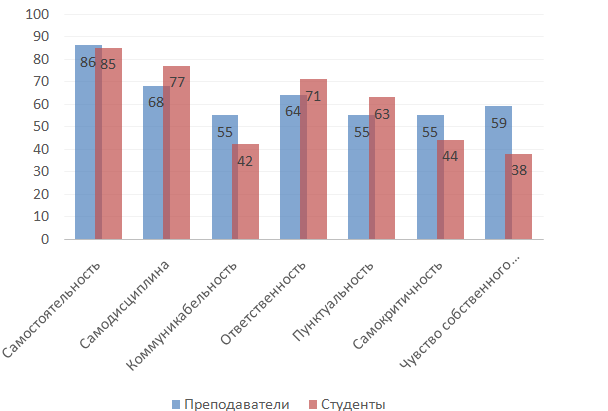 100
90
80
70
60
50
40
30
20
10
0
86 85
68 77
55 42
64 71
55 63
55 44
59 38
Самостоятельность
Самодисциплина
Коммуникабельность
Ответственность
Пунктуальность
Самокритичность
Чувство собственного...
Преподаватели Студенты